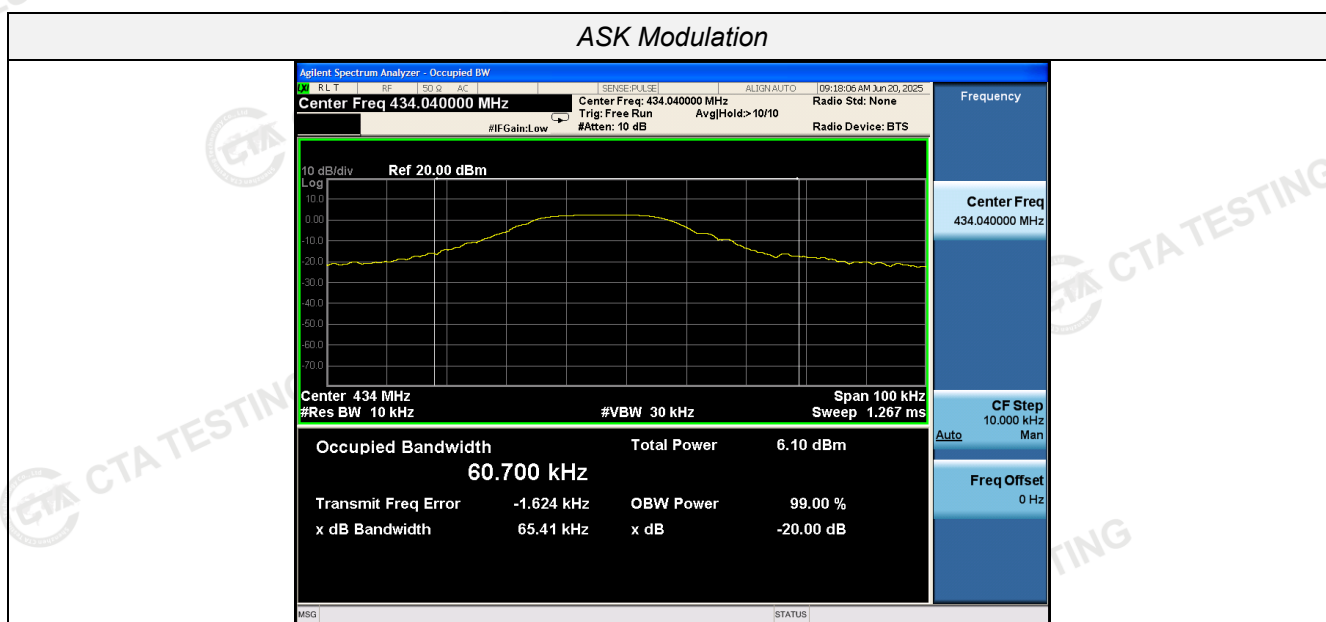 ASK Modulation
Agilent Spectrum Analyzer - Occupied BW
LXI RLT RF 50 Ω AC SENSE:PULSE ALIGN AUTO 09:18:06 AM Jun 20, 2025
Center Freq 434.040000 MHz Center Freq: 434.040000 MHz Radio Std: None
Trig: Free Run Avg|Hold:>10/10
#IFGain:Low #Atten: 10 dB Radio Device: BTS
10 dB/div Ref 20.00 dBm
Log
10.0
0.00
-10.0
-20.0
-30.0
-40.0
-50.0
-60.0
-70.0
Center 434 MHz Span 100 kHz
#Res BW 10 kHz #VBW 30 kHz Sweep 1.267 ms
Occupied Bandwidth Total Power 6.10 dBm
60.700 kHz
Transmit Freq Error -1.624 kHz OBW Power 99.00 %
x dB Bandwidth 65.41 kHz x dB -20.00 dB
MSG STATUS
Frequency
Center Freq
434.040000 MHz
CF Step
10.000 kHz
Auto Man
Freq Offset
0 Hz
CTA TESTING
CTA TESTING
TING